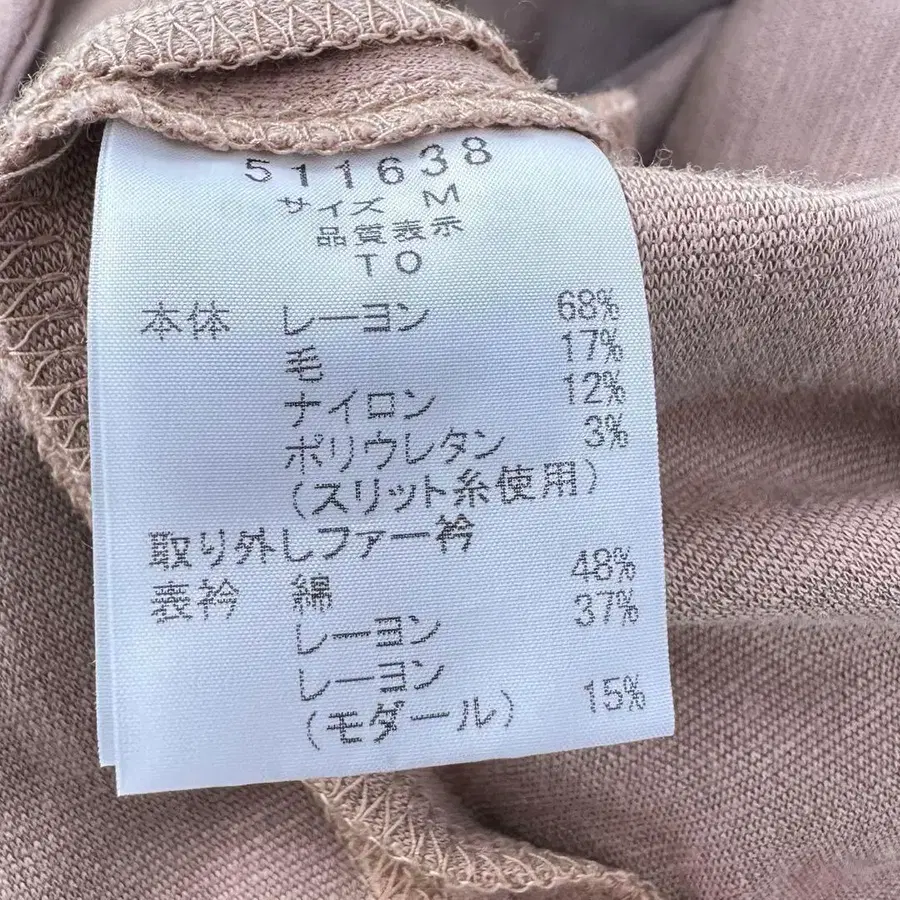 511638
サイズ M
品質表示
TO
本体 レーヨン 68%
毛 17%
ナイロン 12%
ポリウレタン 3%
(スリット糸使用)
取り外しファー衿
表衿 綿 48%
レーヨン 37%
レーヨン
(モダール) 15%